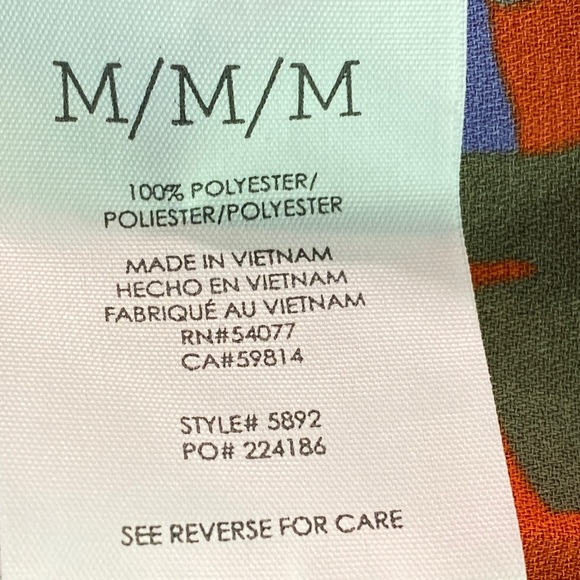 M/M/M
100% POLYESTER/
POLIESTER/POLYESTER
MADE IN VIETNAM
HECHO EN VIETNAM
FABRIQUÉ AU VIETNAM
RN#54077
CA#59814
STYLE# 5892
PO# 224186
SEE REVERSE FOR CARE